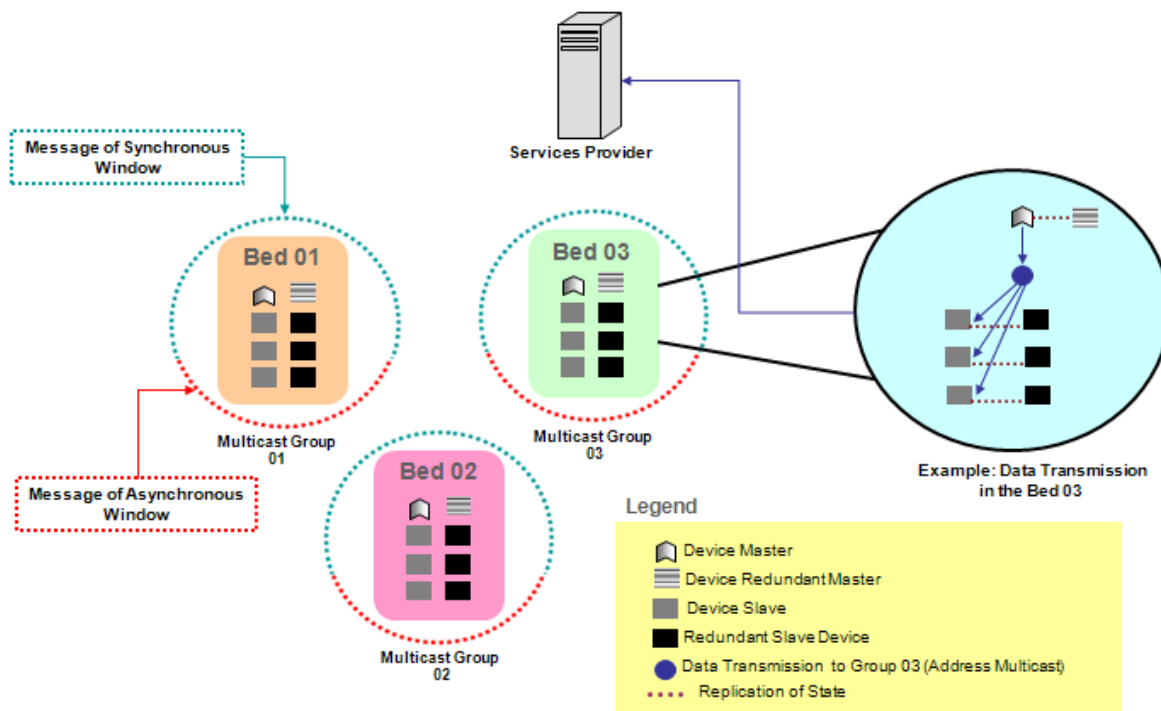 Services Provider
Message of Synchronous
Window
Bed 01
Multicast Group
01
Bed 03
Multicast Group
03
Message of Asynchronous
Window
Bed 02
Multicast Group
02
Example: Data Transmission
in the Bed 03
Legend
Device Master
Device Redundant Master
Device Slave
Redundant Slave Device
Data Transmission to Group 03 (Address Multicast)
Replication of State